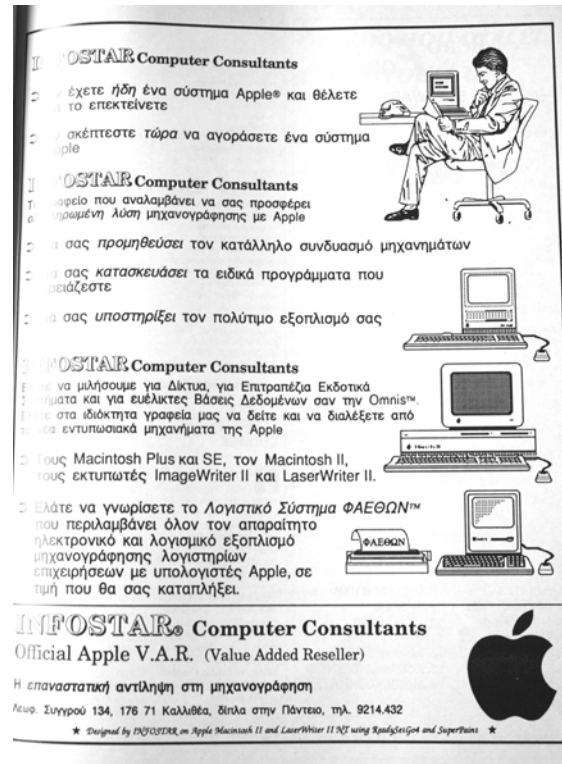 INFOSTAR Computer Consultants
έχετε ήδη ένα σύστημα Apple® και θέλετε
το επεκτείνετε
σκέπτεστε τώρα να αγοράσετε ένα σύστημα
Apple
INFOSTAR Computer Consultants
γραφείο που αναλαμβάνει να σας προσφέρει
ολοκληρωμένη λύση μηχανογράφησης με Apple
σας προμηθεύσει τον κατάλληλο συνδυασμό μηχανημάτων
σας κατασκευάσει τα ειδικά προγράμματα που
χρειάζεστε
σας υποστηρίξει τον πολύτιμο εξοπλισμό σας
INFOSTAR Computer Consultants
Ελάτε να μιλήσουμε για Δίκτυα, για Επιτραπέζια Εκδοτικά
Συστήματα και για ευέλικτες Βάσεις Δεδομένων σαν την Omnis™.
Ελάτε στα ιδιόκτητα γραφεία μας να δείτε και να διαλέξετε από
τα νέα εντυπωσιακά μηχανήματα της Apple
Τους Macintosh Plus και SE, τον Macintosh II,
τους εκτυπωτές ImageWriter II και LaserWriter II.
Ελάτε να γνωρίσετε το Λογιστικό Σύστημα ΦΑΕΘΩΝ™
που περιλαμβάνει όλον τον απαραίτητο
ηλεκτρονικό και λογισμικό εξοπλισμό
μηχανογράφησης λογιστηρίων
επιχειρήσεων με υπολογιστές Apple, σε
τιμή που θα σας καταπλήξει.
ΦΑΕΘΩΝ
INFOSTAR® Computer Consultants
Official Apple V.A.R. (Value Added Reseller)
Η επαναστατική αντίληψη στη μηχανογράφηση
Λεωφ. Συγγρού 134, 176 71 Καλλιθέα, δίπλα στην Πάντειο, τηλ. 9214.432
★ Designed by INFOSTAR on Apple Macintosh II and LaserWriter II NT using ReadySetGo4 and SuperPaint ★